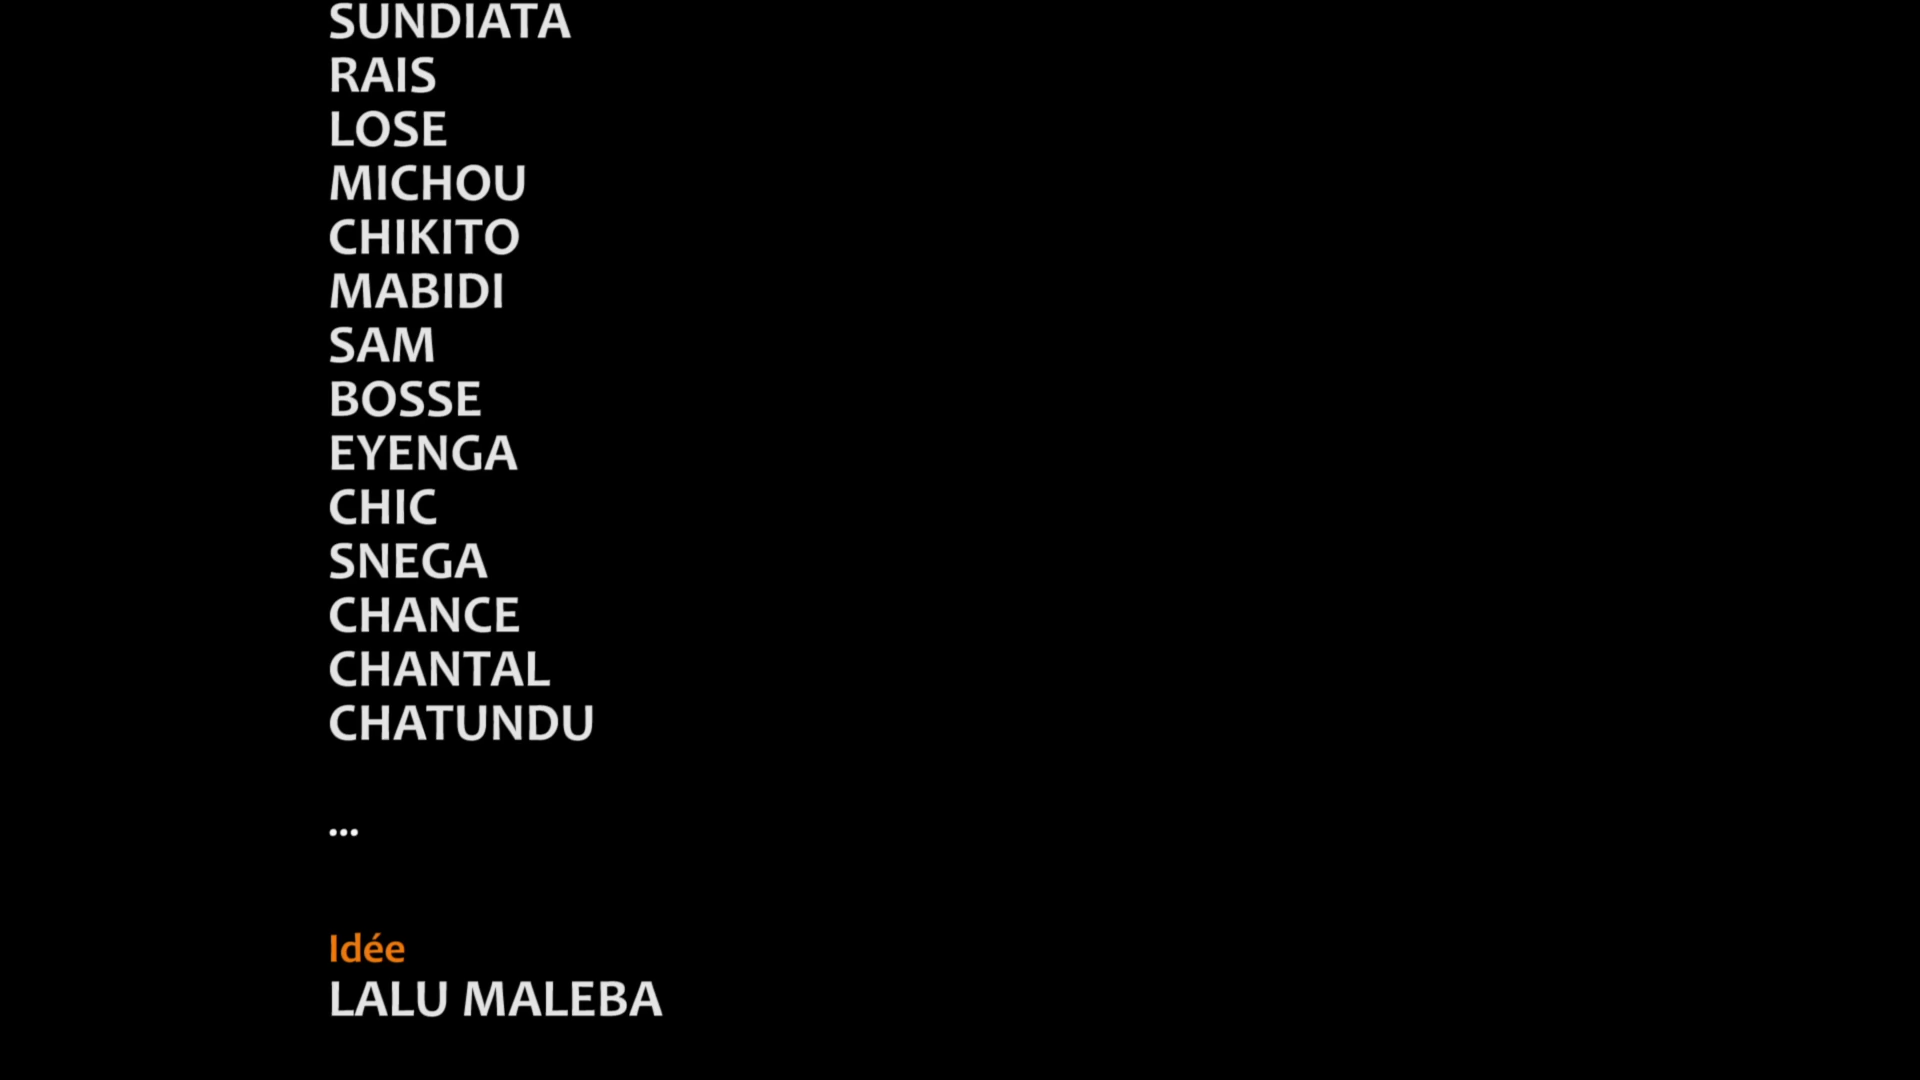 SUNDIATA
RAIS
LOSE
MICHOU
CHIKITO
MABIDI
SAM
BOSSE
EYENGA
CHIC
SNEGA
CHANCE
CHANTAL
CHATUNDU
...
Idée
LALU MALEBA